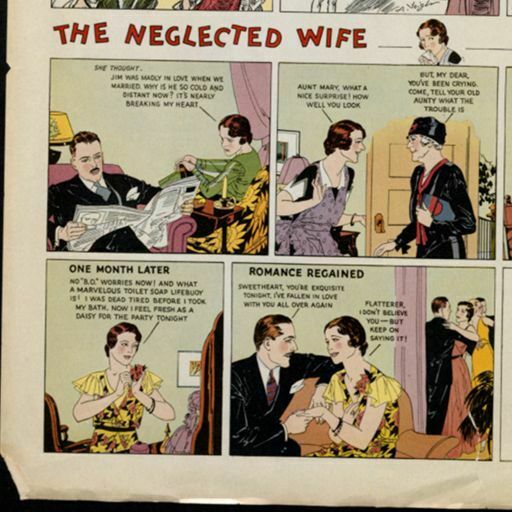 THE NEGLECTED WIFE
SHE THOUGHT.
JIM WAS MADLY IN LOVE WHEN WE
MARRIED. WHY IS HE SO COLD AND
DISTANT NOW? IT'S NEARLY
BREAKING MY HEART
AUNT MARY, WHAT A
NICE SURPRISE! HOW
WELL YOU LOOK
BUT, MY DEAR,
YOU'VE BEEN CRYING.
COME, TELL YOUR OLD
AUNTY WHAT THE
TROUBLE IS
ONE MONTH LATER
NO "B.O." WORRIES NOW! AND WHAT
A MARVELOUS TOILET SOAP LIFEBUOY
IS! I WAS DEAD TIRED BEFORE I TOOK
MY BATH. NOW I FEEL FRESH AS A
DAISY FOR THE PARTY TONIGHT
ROMANCE REGAINED
SWEETHEART, YOU'RE EXQUISITE
TONIGHT, I'VE FALLEN IN LOVE
WITH YOU ALL OVER AGAIN
FLATTERER,
I DON'T BELIEVE
YOU—BUT
KEEP ON
SAYING IT!